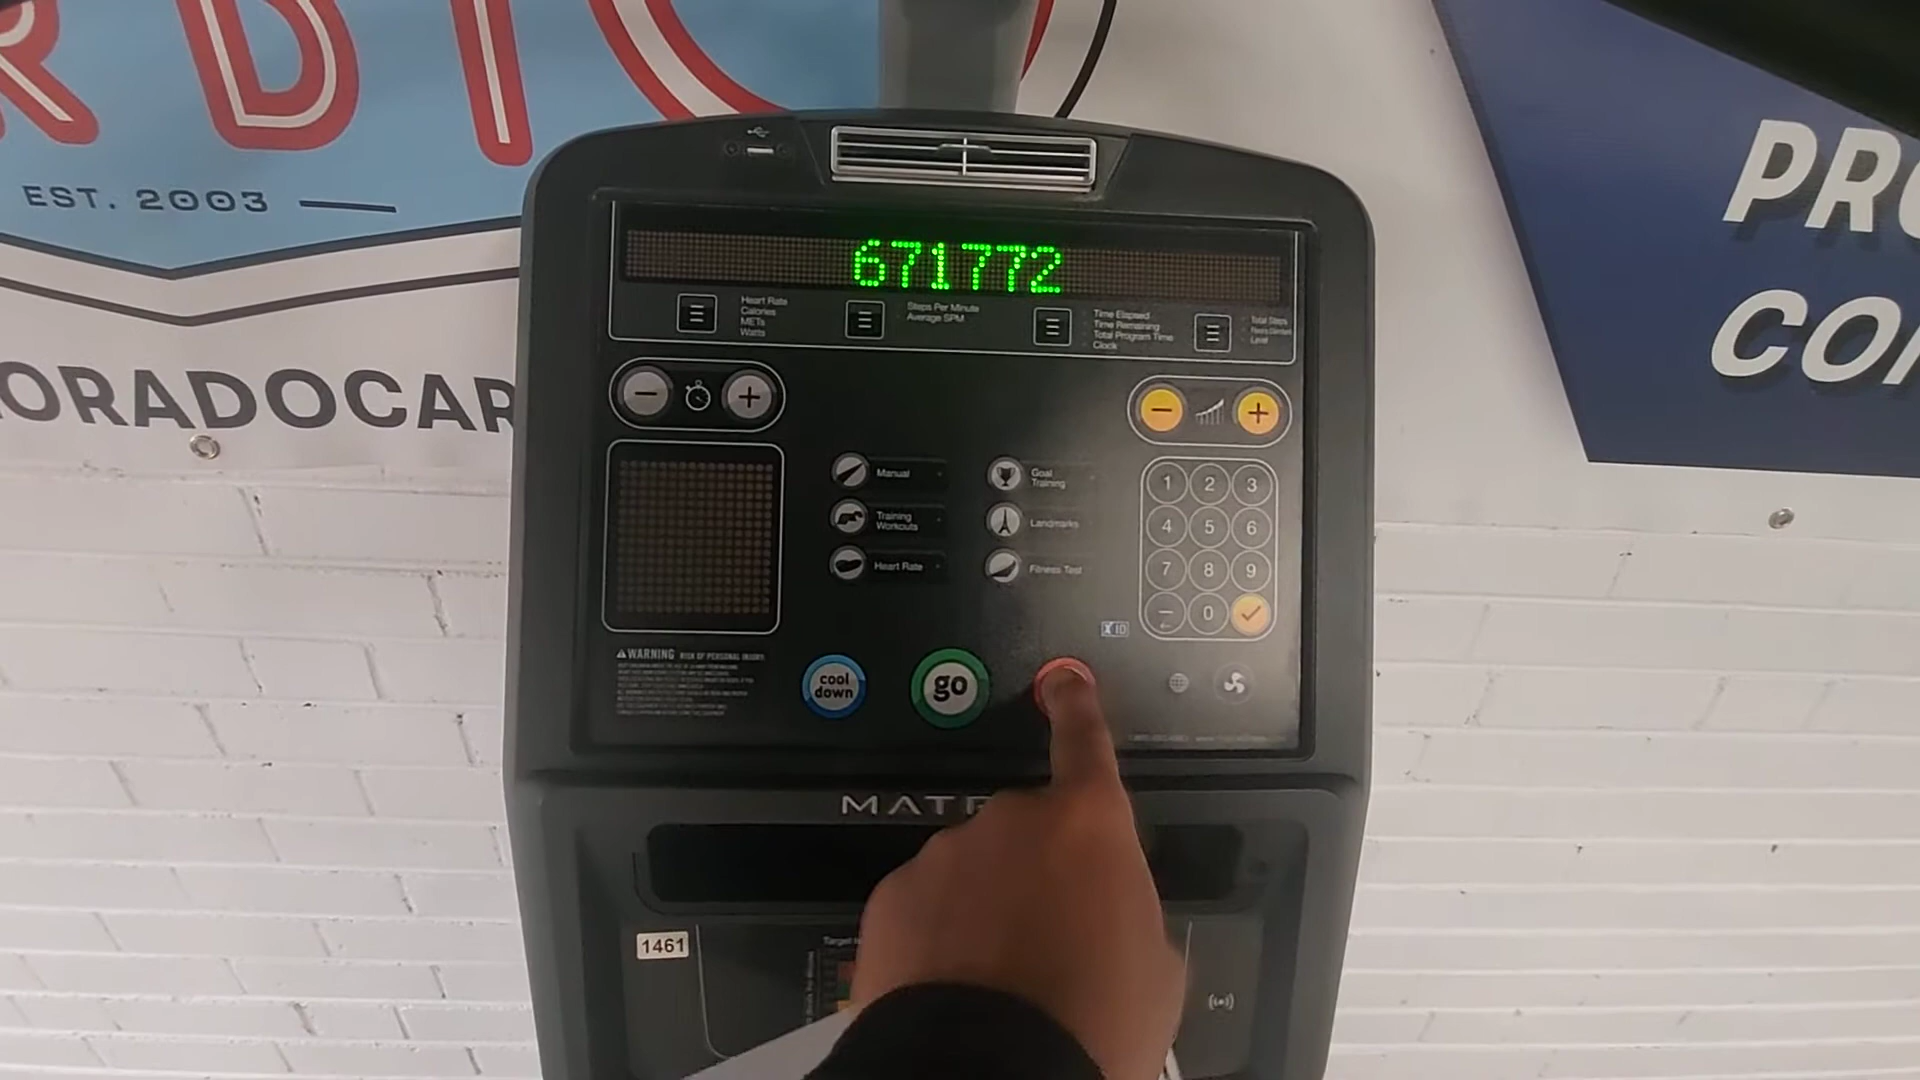 RDIO
EST. 2003
ORADOCAR
PRO
CO
671772
Heart Rate
Calories
METs
Watts
Steps Per Minute
Average SPM
Time Elapsed
Time Remaining
Total Program Time
Clock
Total Steps
Level
Manual
Training
Workouts
Heart Rate
Goal
Training
Landmarks
Fitness Test
1 2 3
4 5 6
7 8 9
0
ID
WARNING RISK OF PERSONAL INJURY
cool
down
go
MATR
1461
Target